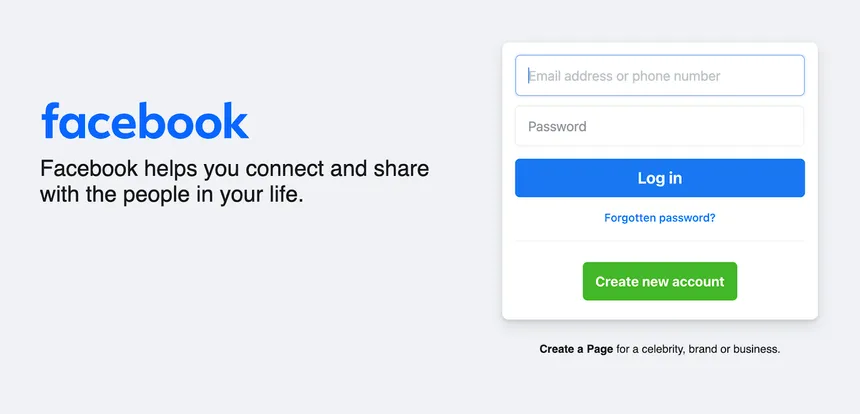 facebook
Facebook helps you connect and share
with the people in your life.
Email address or phone number
Password
Log in
Forgotten password?
Create new account
Create a Page for a celebrity, brand or business.